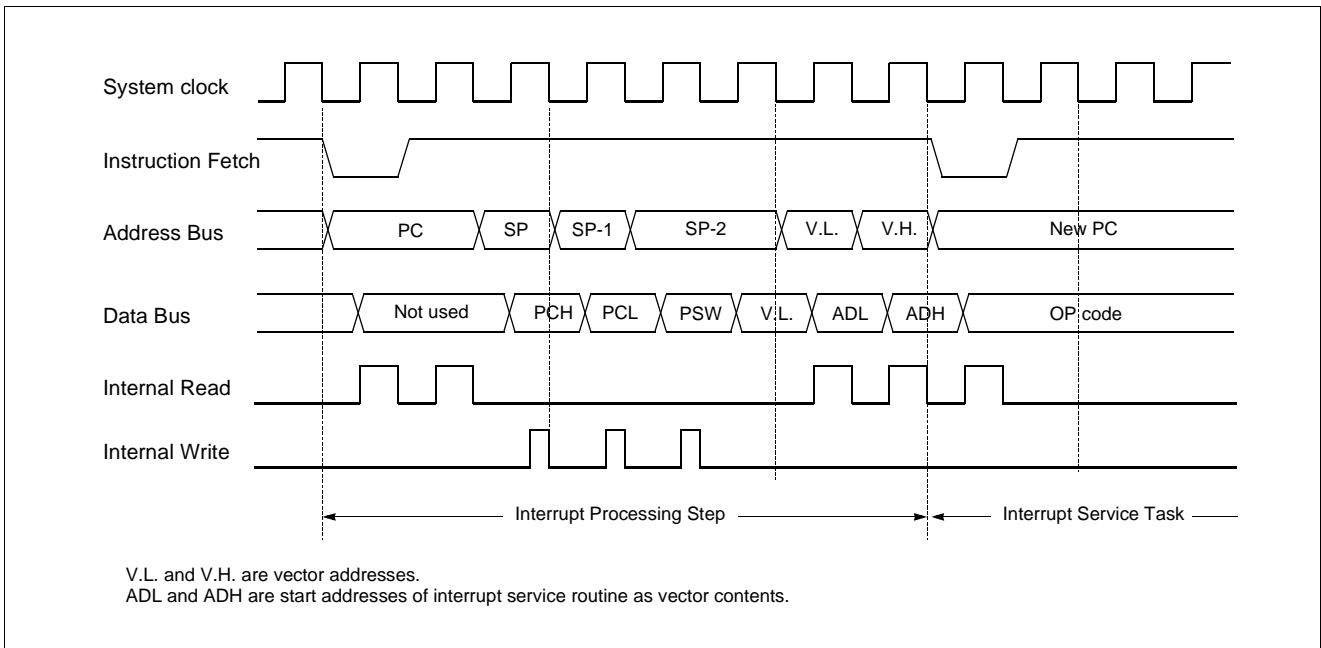 System clock
Instruction Fetch
Address Bus
PC
SP
SP-1
SP-2
V.L.
V.H.
New PC
Data Bus
Not used
PCH
PCL
PSW
V.L.
ADL
ADH
OP code
Internal Read
Internal Write
Interrupt Processing Step
Interrupt Service Task
V.L. and V.H. are vector addresses.
ADL and ADH are start addresses of interrupt service routine as vector contents.